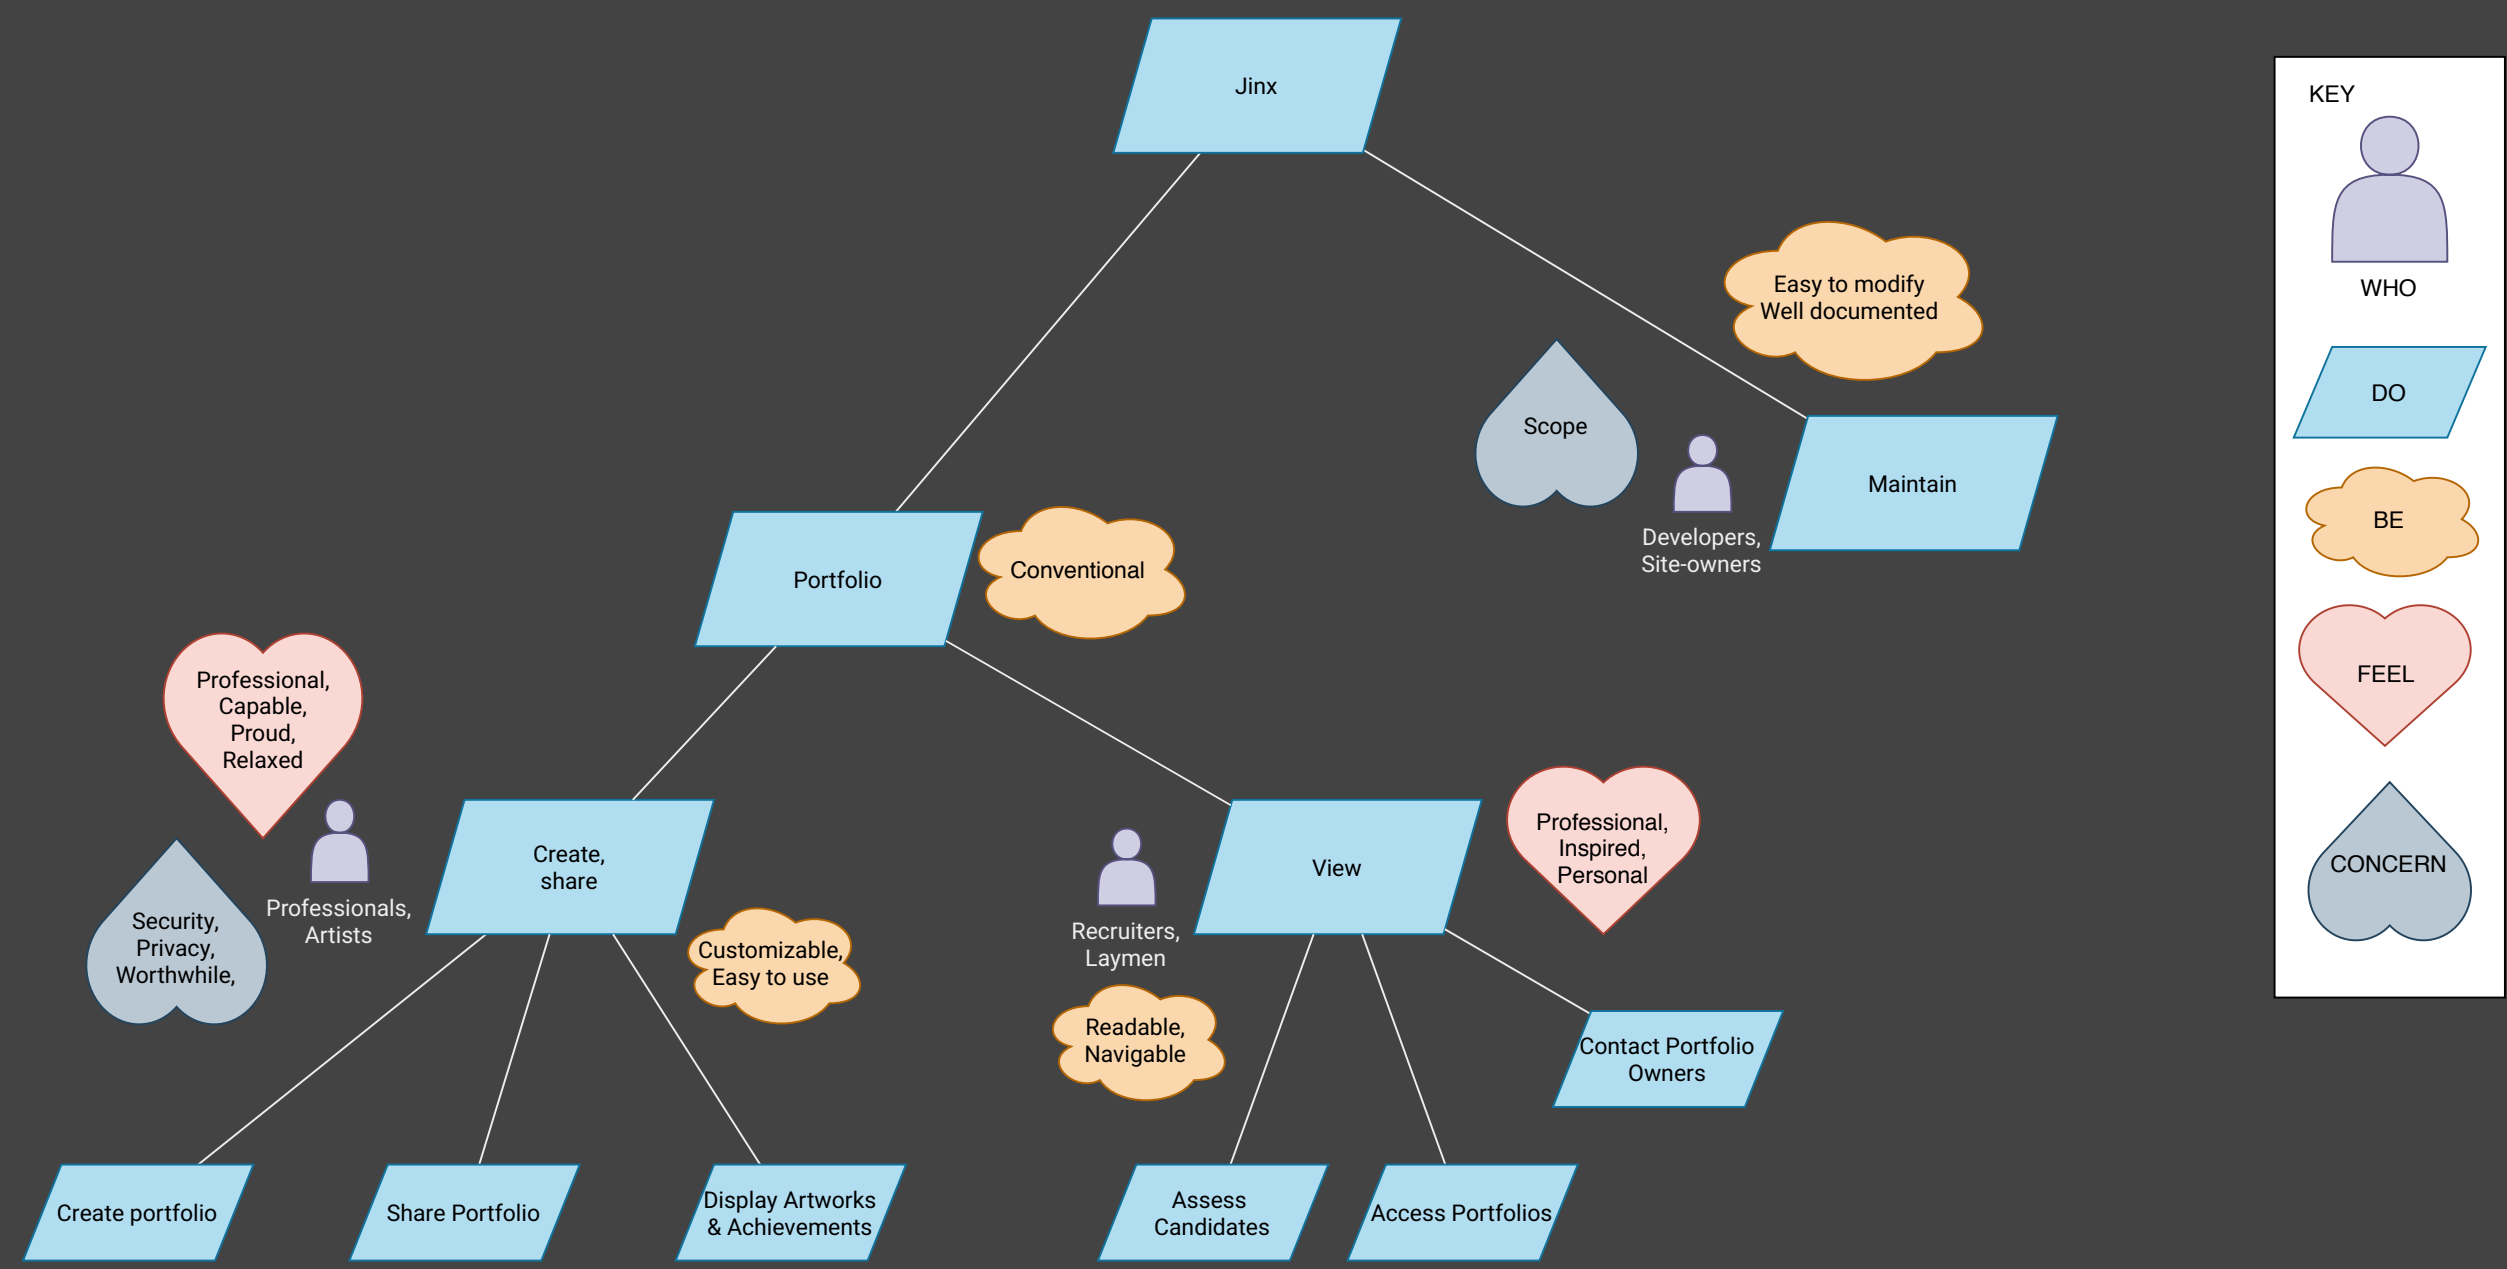 Jinx
KEY
WHO
DO
BE
FEEL
CONCERN
Easy to modify
Well documented
Scope
Maintain
Developers,
Site-owners
Portfolio
Conventional
Professional,
Capable,
Proud,
Relaxed
Security,
Privacy,
Worthwhile,
Professionals,
Artists
Create,
share
Customizable,
Easy to use
Recruiters,
Laymen
View
Professional,
Inspired,
Personal
Readable,
Navigable
Contact Portfolio
Owners
Create portfolio
Share Portfolio
Display Artworks
& Achievements
Assess
Candidates
Access Portfolios